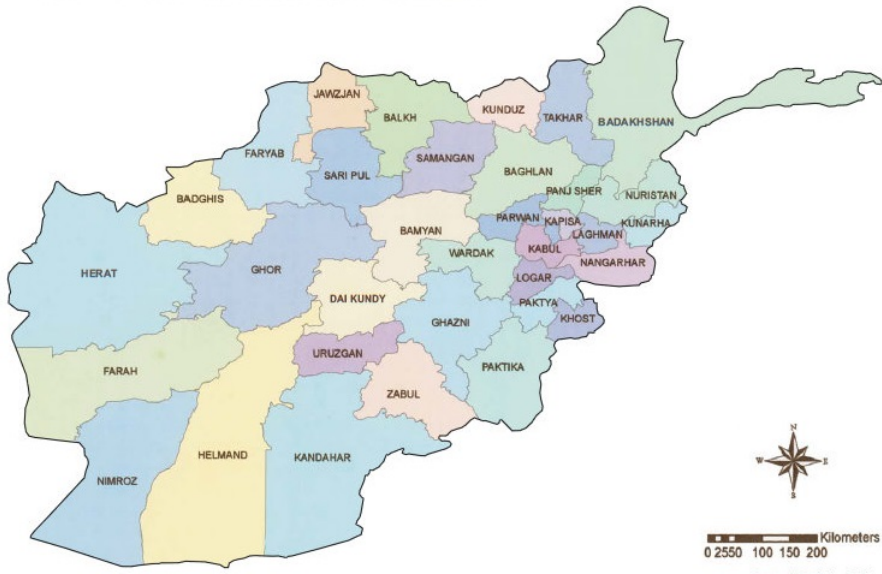 JAWZJAN
BALKH
KUNDUZ
TAKHAR
BADAKHSHAN
FARYAB
SARI PUL
SAMANGAN
BAGHLAN
PANJ SHER
NURISTAN
BADGHIS
PARWAN
KAPISA
KUNARHA
BAMYAN
LAGHMAN
WARDAK
KABUL
NANGARHAR
HERAT
GHOR
LOGAR
DAI KUNDY
PAKTYA
GHAZNI
KHOST
URUZGAN
FARAH
PAKTIKA
ZABUL
HELMAND
KANDAHAR
NIMROZ
N
W E
S
Kilometers
0 2550 100 150 200